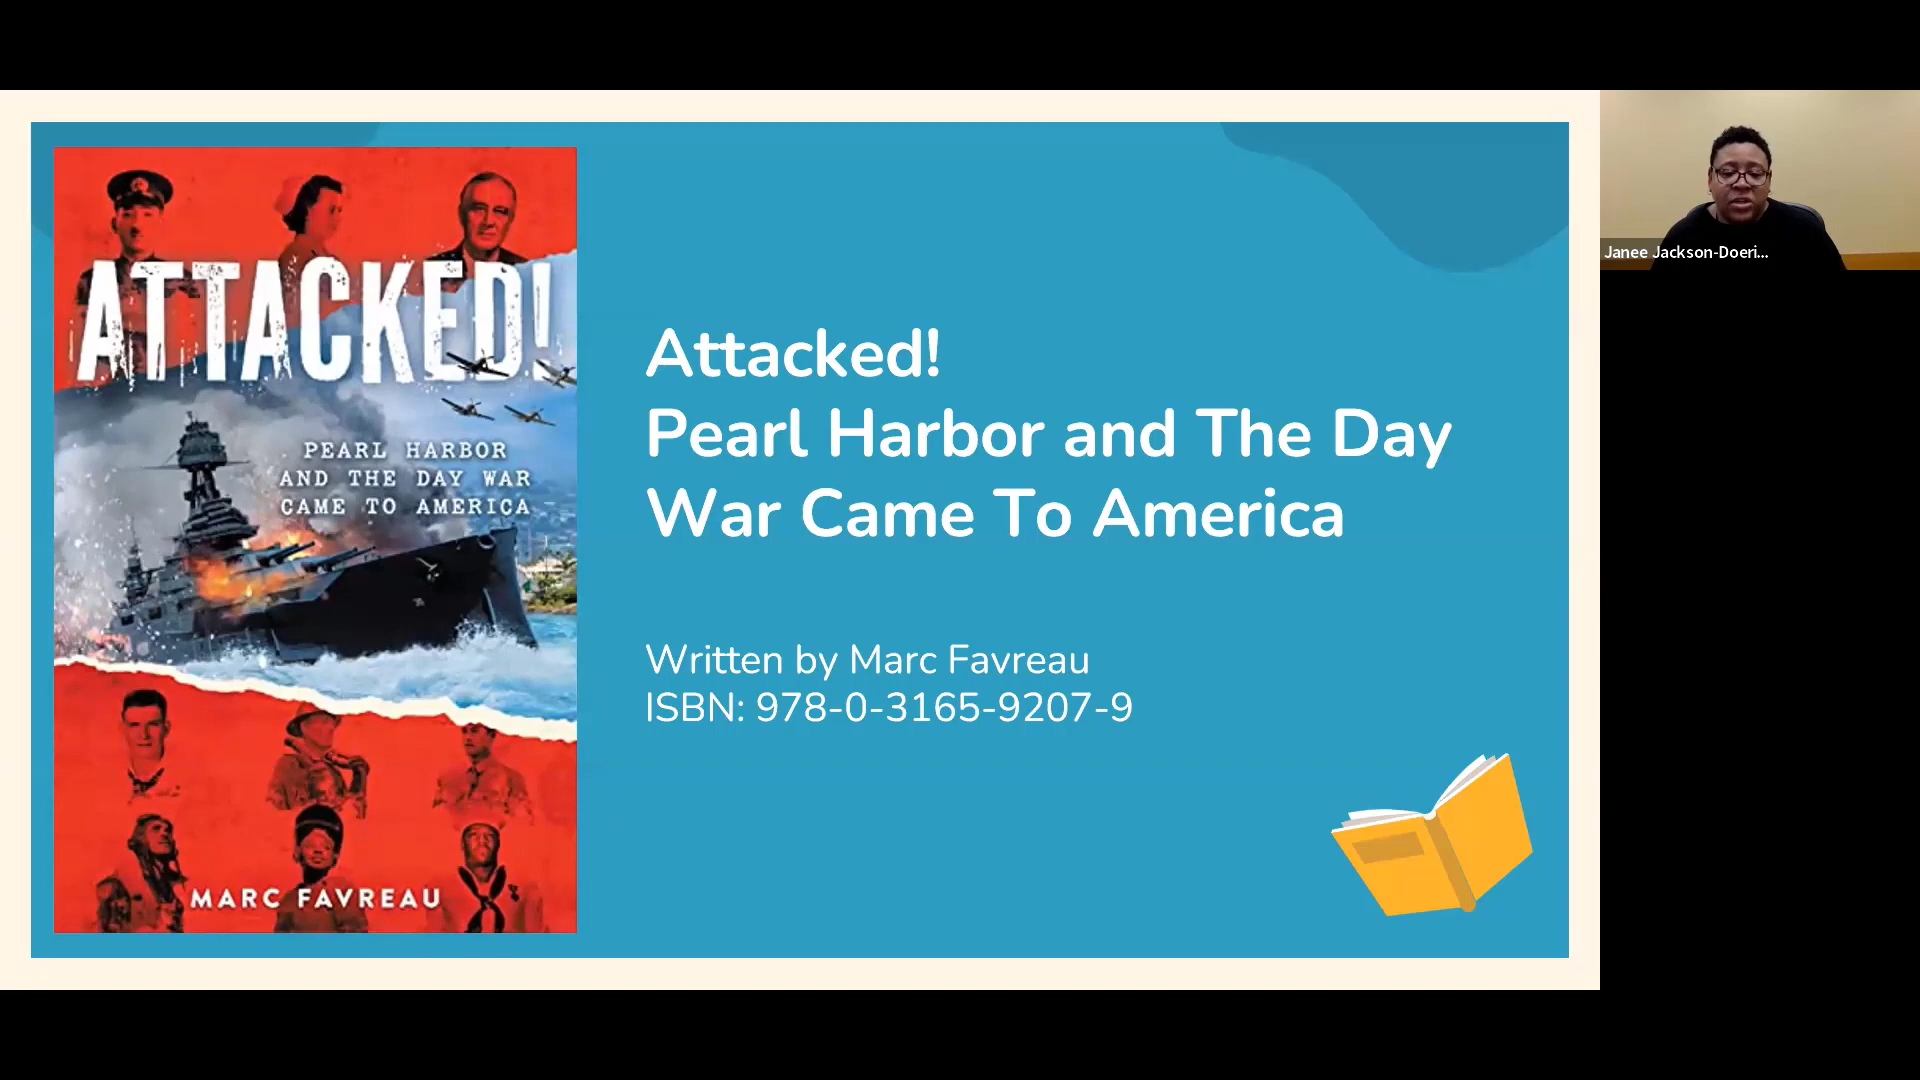 ATTACKED!
PEARL HARBOR
AND THE DAY WAR
CAME TO AMERICA
MARC FAVREAU
Attacked!
Pearl Harbor and The Day
War Came To America
Written by Marc Favreau
ISBN: 978-0-3165-9207-9
Janee Jackson-Doeri...